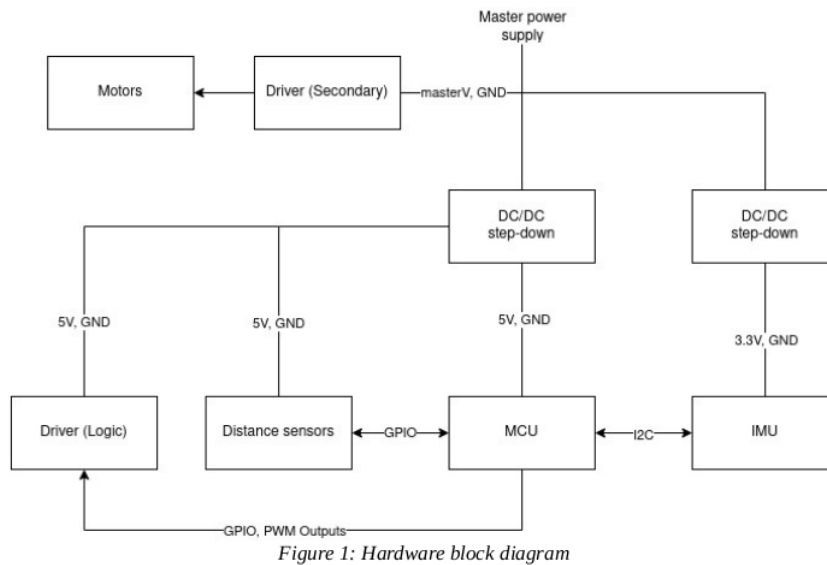 Master power
supply
Motors
Driver (Secondary)
masterV, GND
DC/DC
step-down
DC/DC
step-down
5V, GND
5V, GND
5V, GND
3.3V, GND
Driver (Logic)
Distance sensors
GPIO
MCU
I2C
IMU
GPIO, PWM Outputs
Figure 1: Hardware block diagram